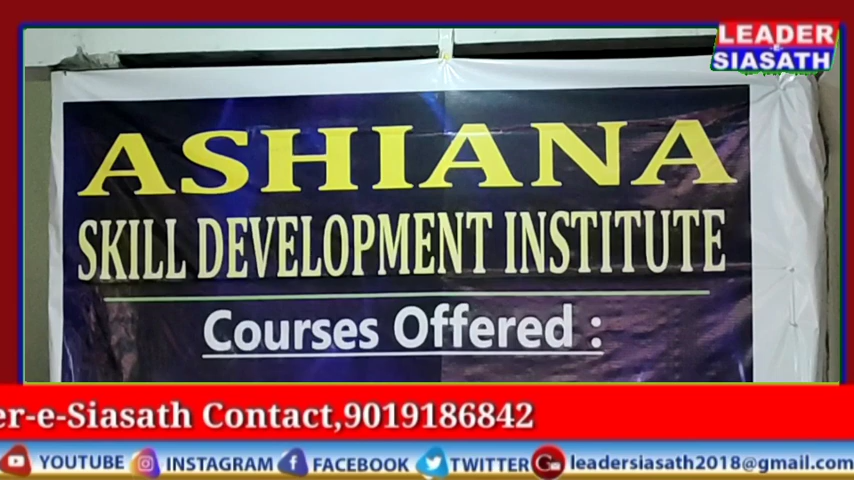 LEADER
-E-
SIASATH
ASHIANA
SKILL DEVELOPMENT INSTITUTE
Courses Offered :
er-e-Siasath Contact,9019186842
YOUTUBE INSTAGRAM FACEBOOK TWITTER leadersiasath2018@gmail.com